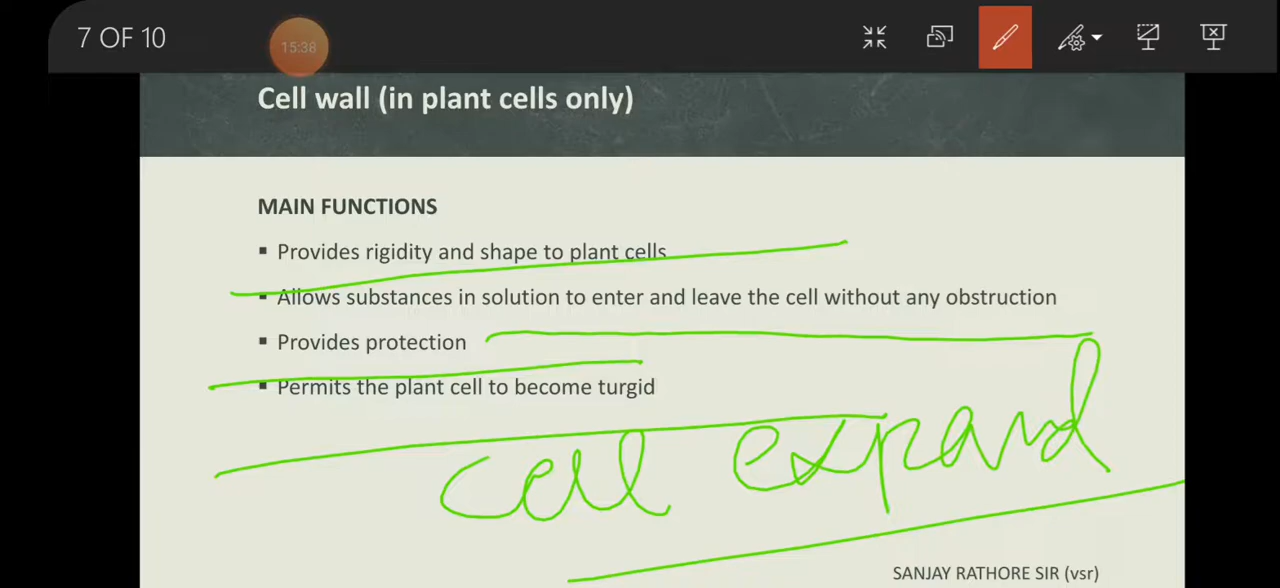 7 OF 10
15:38
Cell wall (in plant cells only)
MAIN FUNCTIONS
▪ Provides rigidity and shape to plant cells
▪ Allows substances in solution to enter and leave the cell without any obstruction
▪ Provides protection
▪ Permits the plant cell to become turgid
cell expand
SANJAY RATHORE SIR (vsr)